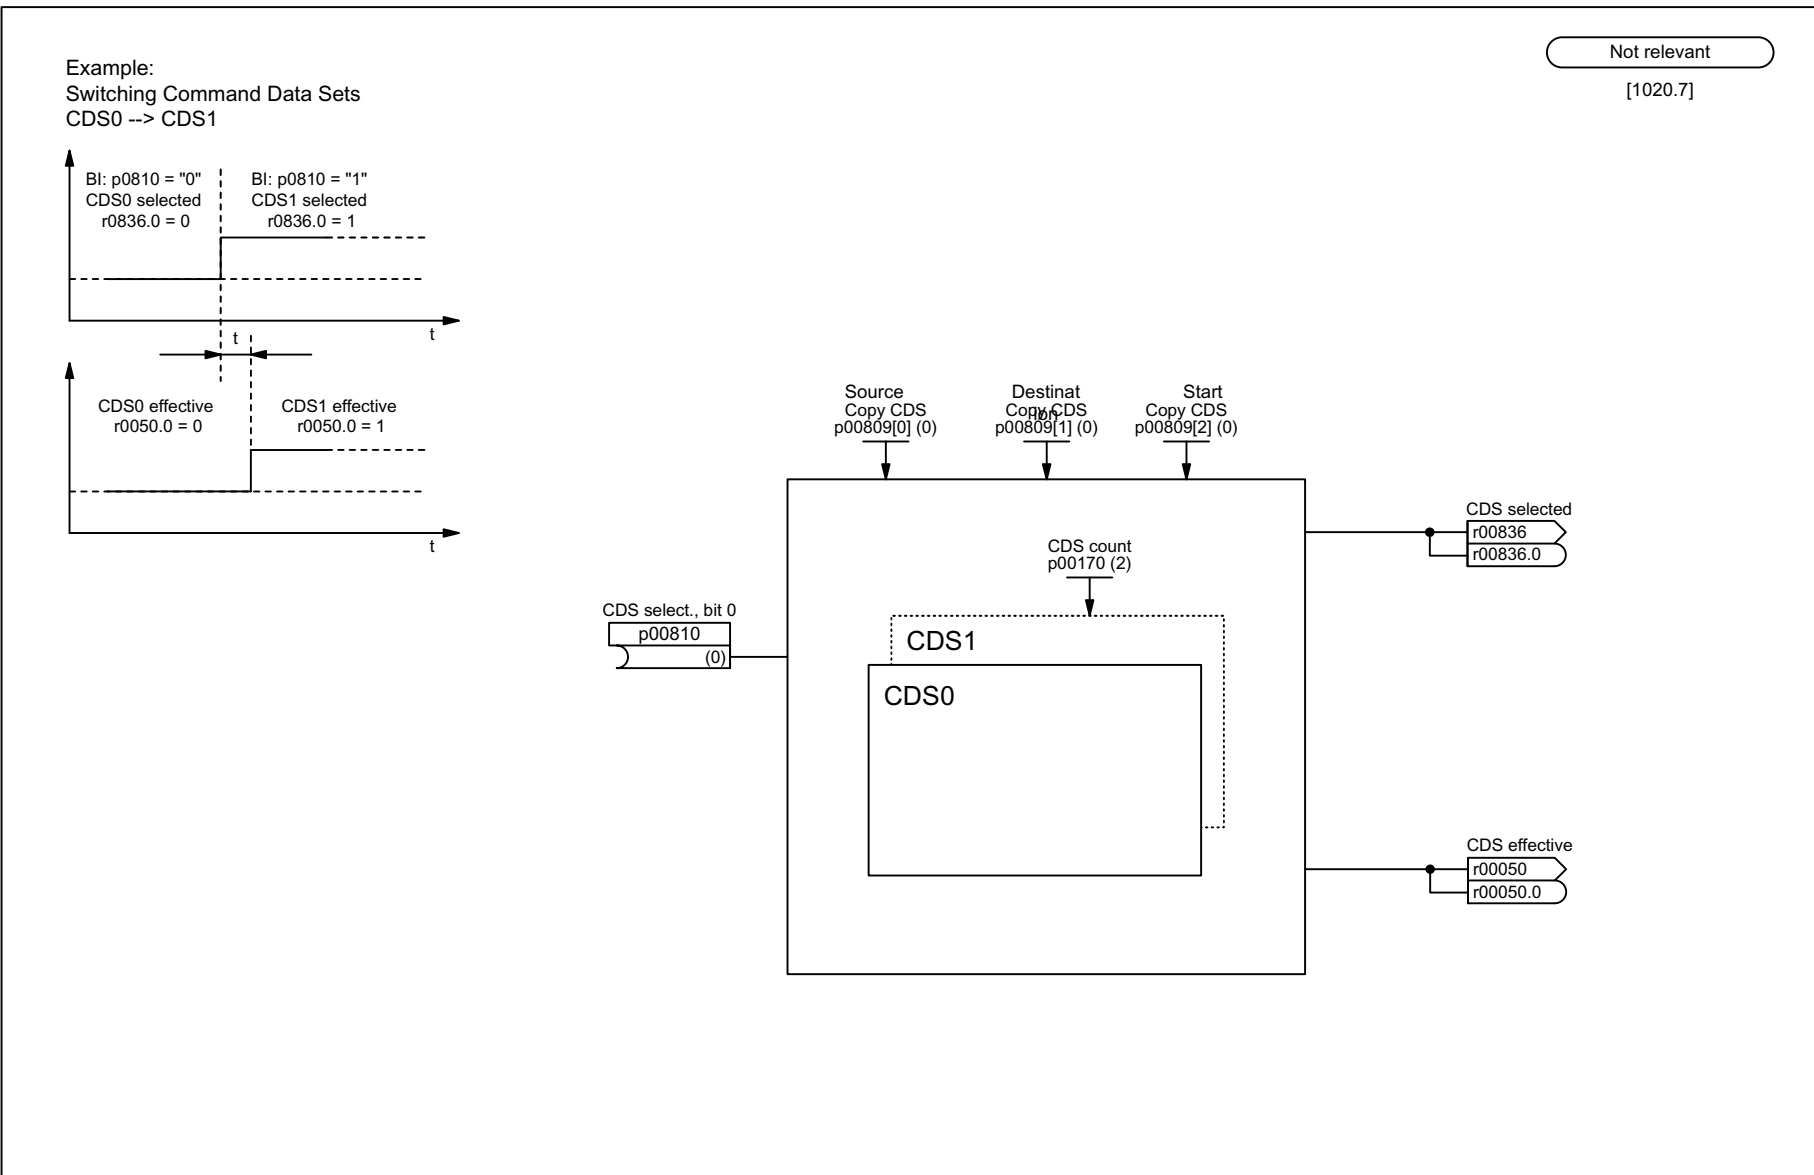 Example:
Switching Command Data Sets
CDS0 --> CDS1
Not relevant
[1020.7]
BI: p0810 = "0"
CDS0 selected
r0836.0 = 0
BI: p0810 = "1"
CDS1 selected
r0836.0 = 1
t
t
CDS0 effective
r0050.0 = 0
CDS1 effective
r0050.0 = 1
t
Source
Copy CDS
p00809[0] (0)
Destinat
ion
Copy CDS
p00809[1] (0)
Start
Copy CDS
p00809[2] (0)
CDS selected
r00836
r00836.0
CDS count
p00170 (2)
CDS select., bit 0
p00810
(0)
CDS1
CDS0
CDS effective
r00050
r00050.0